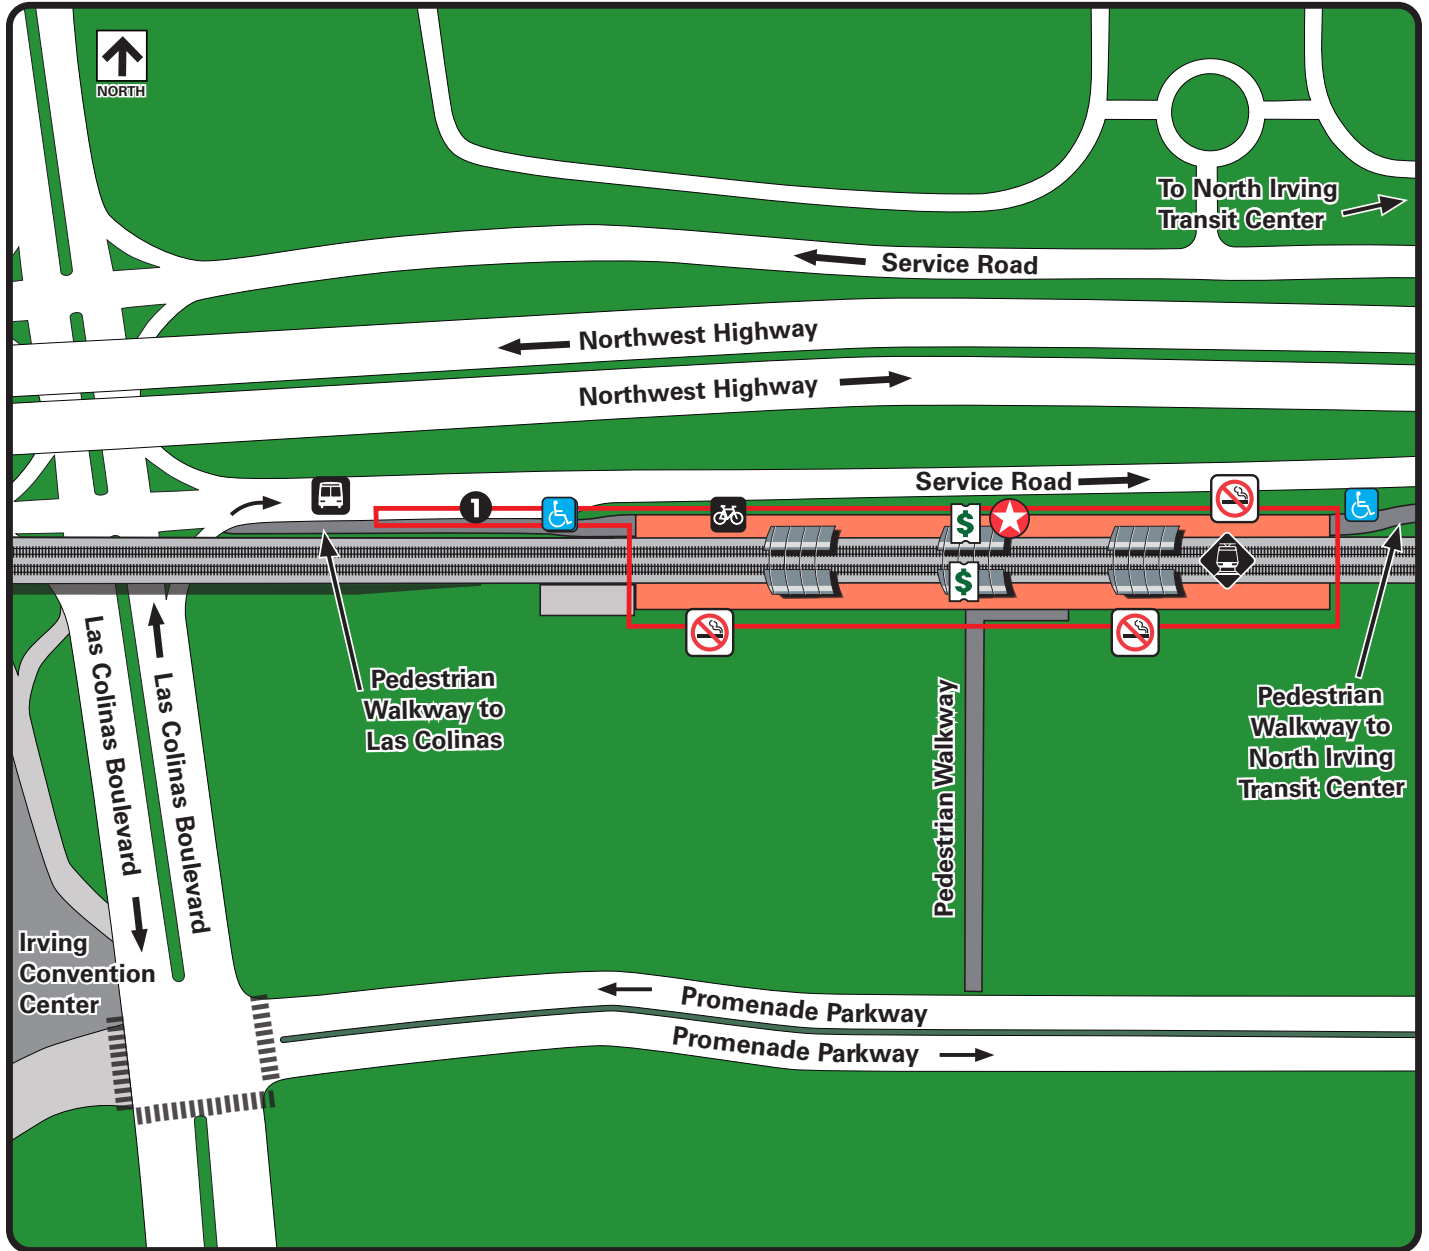 NORTH
To North Irving
Transit Center
Service Road
Northwest Highway
Northwest Highway
Service Road
1
$
$
Las Colinas Boulevard
Las Colinas Boulevard
Pedestrian
Walkway to
Las Colinas
Pedestrian Walkway
Pedestrian
Walkway to
North Irving
Transit Center
Irving
Convention
Center
Promenade Parkway
Promenade Parkway